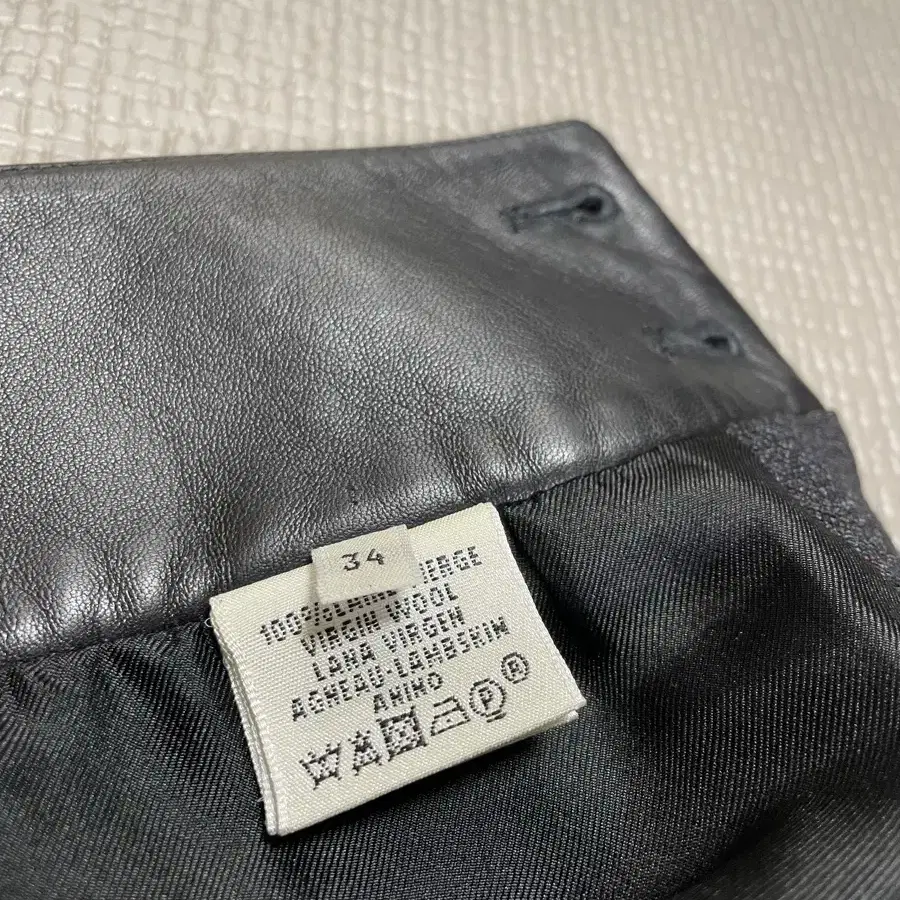 34
100% LAINE VIERGE
VIRGIN WOOL
LANA VIRGEN
AGNEAU-LAMBSKIN
ANINO
P ®